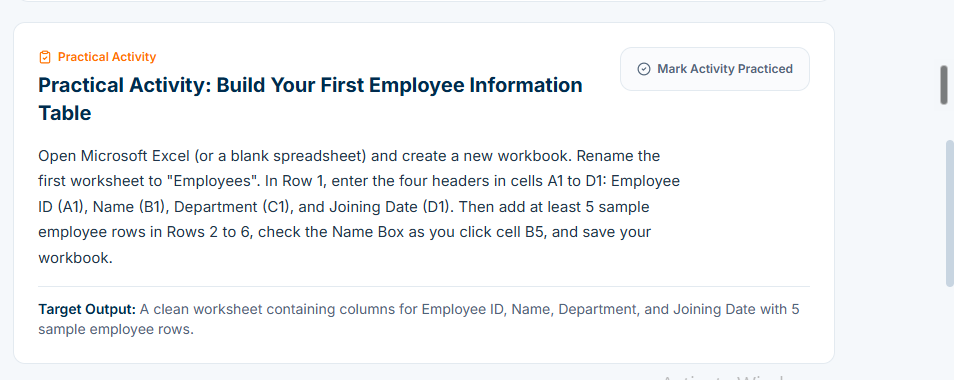 Practical Activity
Practical Activity: Build Your First Employee Information
Table
Mark Activity Practiced
Open Microsoft Excel (or a blank spreadsheet) and create a new workbook. Rename the
first worksheet to "Employees". In Row 1, enter the four headers in cells A1 to D1: Employee
ID (A1), Name (B1), Department (C1), and Joining Date (D1). Then add at least 5 sample
employee rows in Rows 2 to 6, check the Name Box as you click cell B5, and save your
workbook.
Target Output: A clean worksheet containing columns for Employee ID, Name, Department, and Joining Date with 5
sample employee rows.